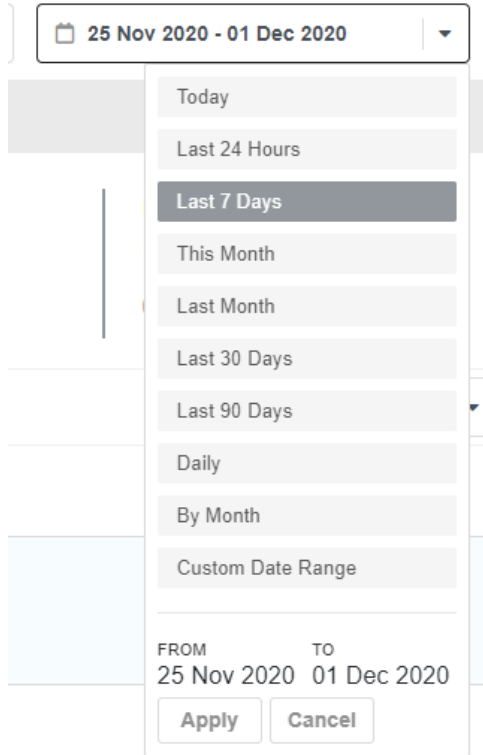 25 Nov 2020 - 01 Dec 2020
Today
Last 24 Hours
Last 7 Days
This Month
Last Month
Last 30 Days
Last 90 Days
Daily
By Month
Custom Date Range
FROM TO
25 Nov 2020 01 Dec 2020
Apply Cancel